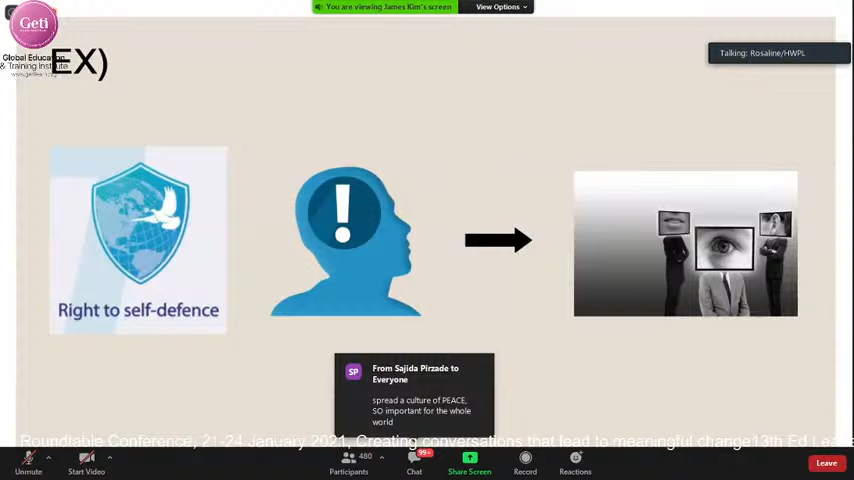 You are viewing James Kim's screen
View Options
Geti
Global Education
& Training Institute
EX)
Talking: Rosaline/HWPL
Right to self-defence
!
SP
From Sajida Pirzade to
Everyone
spread a culture of PEACE,
SO important for the whole
world
Roundtable Conference, 21-24 January 2021, Creating conversations that lead to meaningful change13th Ed
Unmute
Start Video
480
Participants
99+
Chat
Share Screen
Record
Reactions
Leave